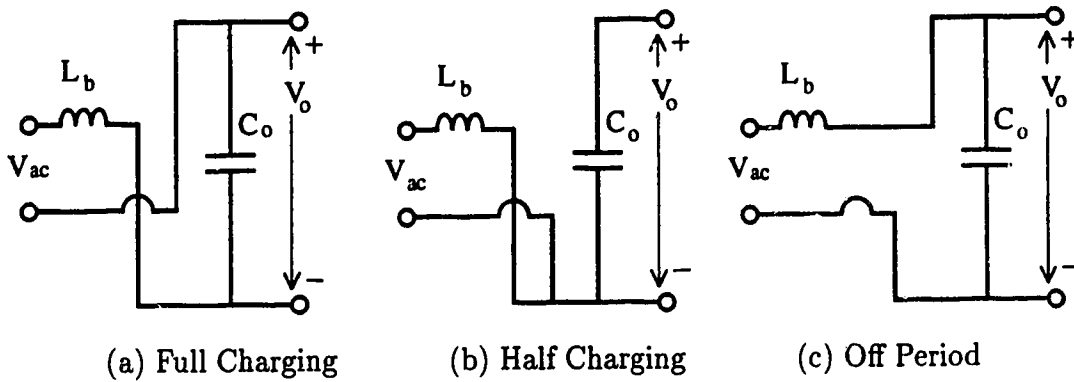 L_b
V_ac
C_o
+
V_o
−
(a) Full Charging
L_b
V_ac
C_o
+
V_o
−
(b) Half Charging
L_b
V_ac
C_o
+
V_o
−
(c) Off Period